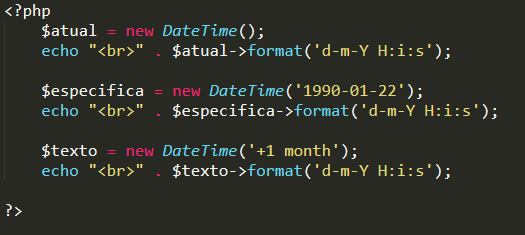 <?php
$atual = new DateTime();
echo "<br>" . $atual->format('d-m-Y H:i:s');
$especifica = new DateTime('1990-01-22');
echo "<br>" . $especifica->format('d-m-Y H:i:s');
$texto = new DateTime('+1 month');
echo "<br>" . $texto->format('d-m-Y H:i:s');
?>